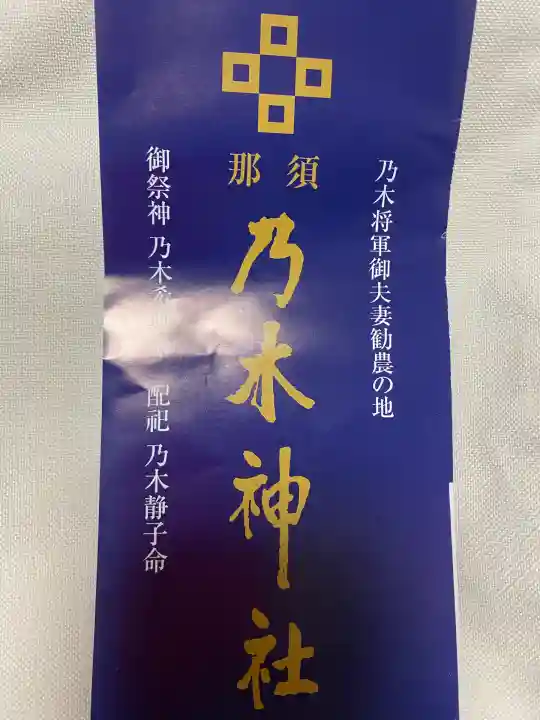 乃木将軍御夫妻勧農の地
那須
乃木神社
御祭神 乃木希
配祀 乃木静子命